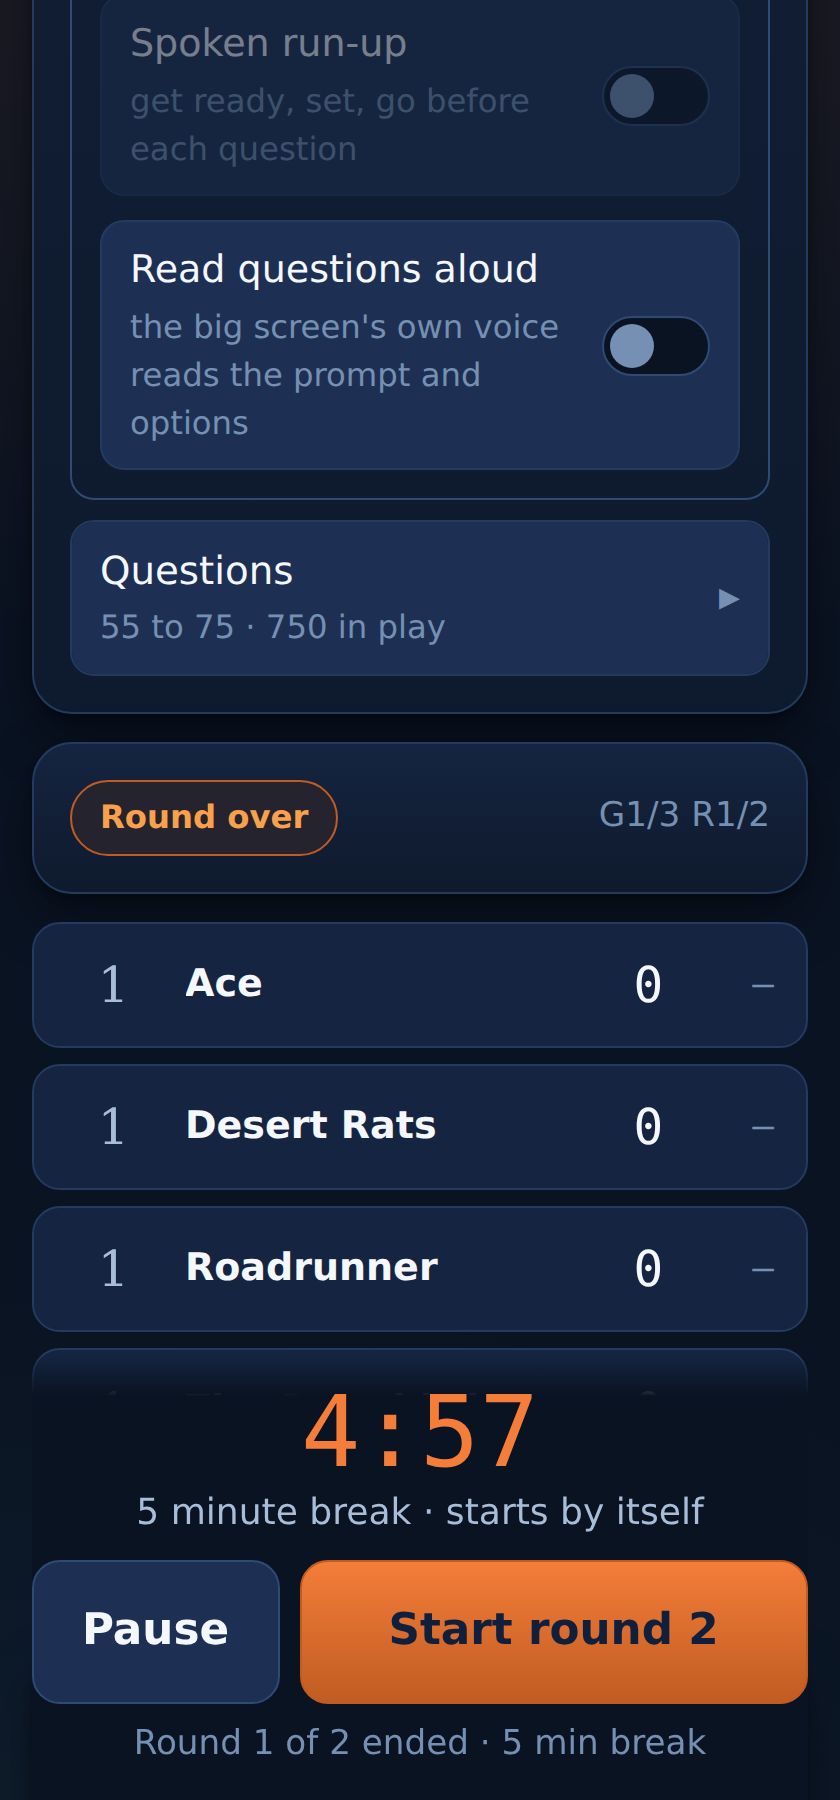 Spoken run-up
get ready, set, go before
each question
Read questions aloud
the big screen's own voice
reads the prompt and
options
Questions
55 to 75 · 750 in play
▶
Round over
G1/3 R1/2
1 Ace 0 –
1 Desert Rats 0 –
1 Roadrunner 0 –
4:57
5 minute break · starts by itself
Pause
Start round 2
Round 1 of 2 ended · 5 min break